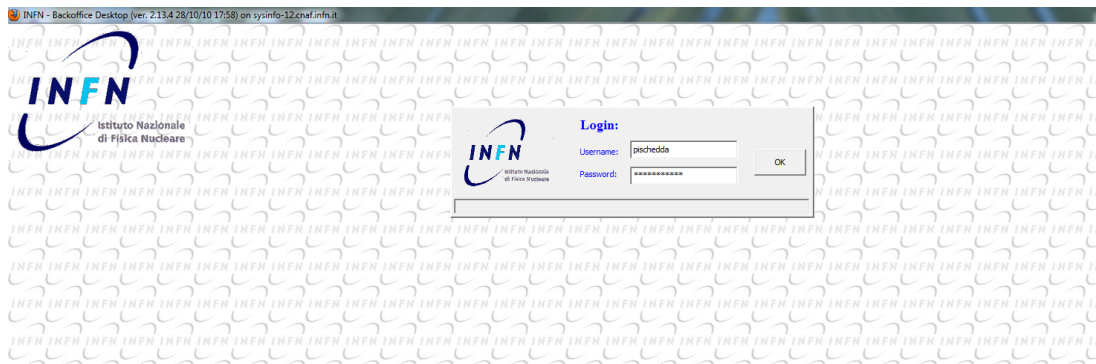 INFN - Backoffice Desktop (ver. 2.13.4 28/10/10 17:58) on sysinfo-12.cnaf.infn.it
INFN
Istituto Nazionale
di Fisica Nucleare
Login:
INFN
Istituto Nazionale
di Fisica Nucleare
Username:
pischedda
Password:
***********
OK